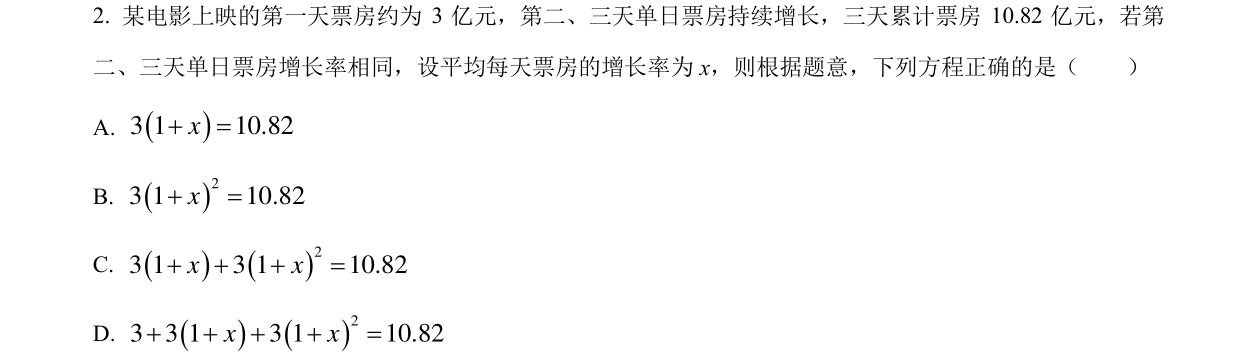 2. 某电影上映的第一天票房约为 3 亿元，第二、三天单日票房持续增长，三天累计票房 10.82 亿元，若第
二、三天单日票房增长率相同，设平均每天票房的增长率为 x，则根据题意，下列方程正确的是（　　）
A. 3(1+x)=10.82
B. 3(1+x)²=10.82
C. 3(1+x)+3(1+x)²=10.82
D. 3+3(1+x)+3(1+x)²=10.82